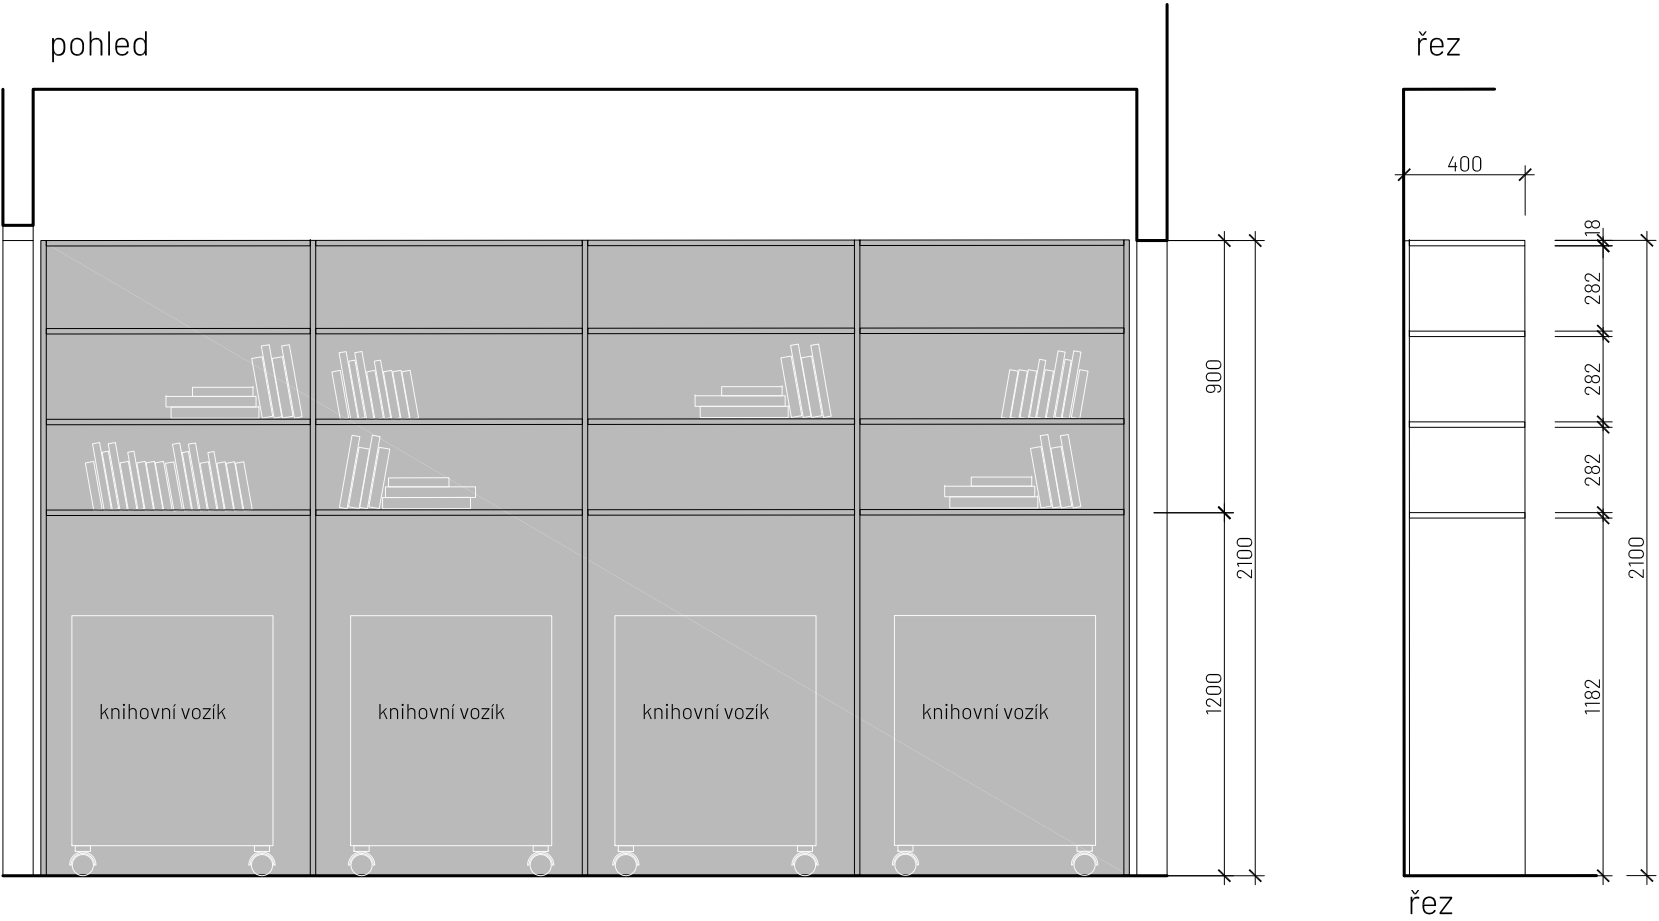 pohled
řez
400
18
282
282
282
1182
2100
900
1200
2100
knihovní vozík
knihovní vozík
knihovní vozík
knihovní vozík
řez